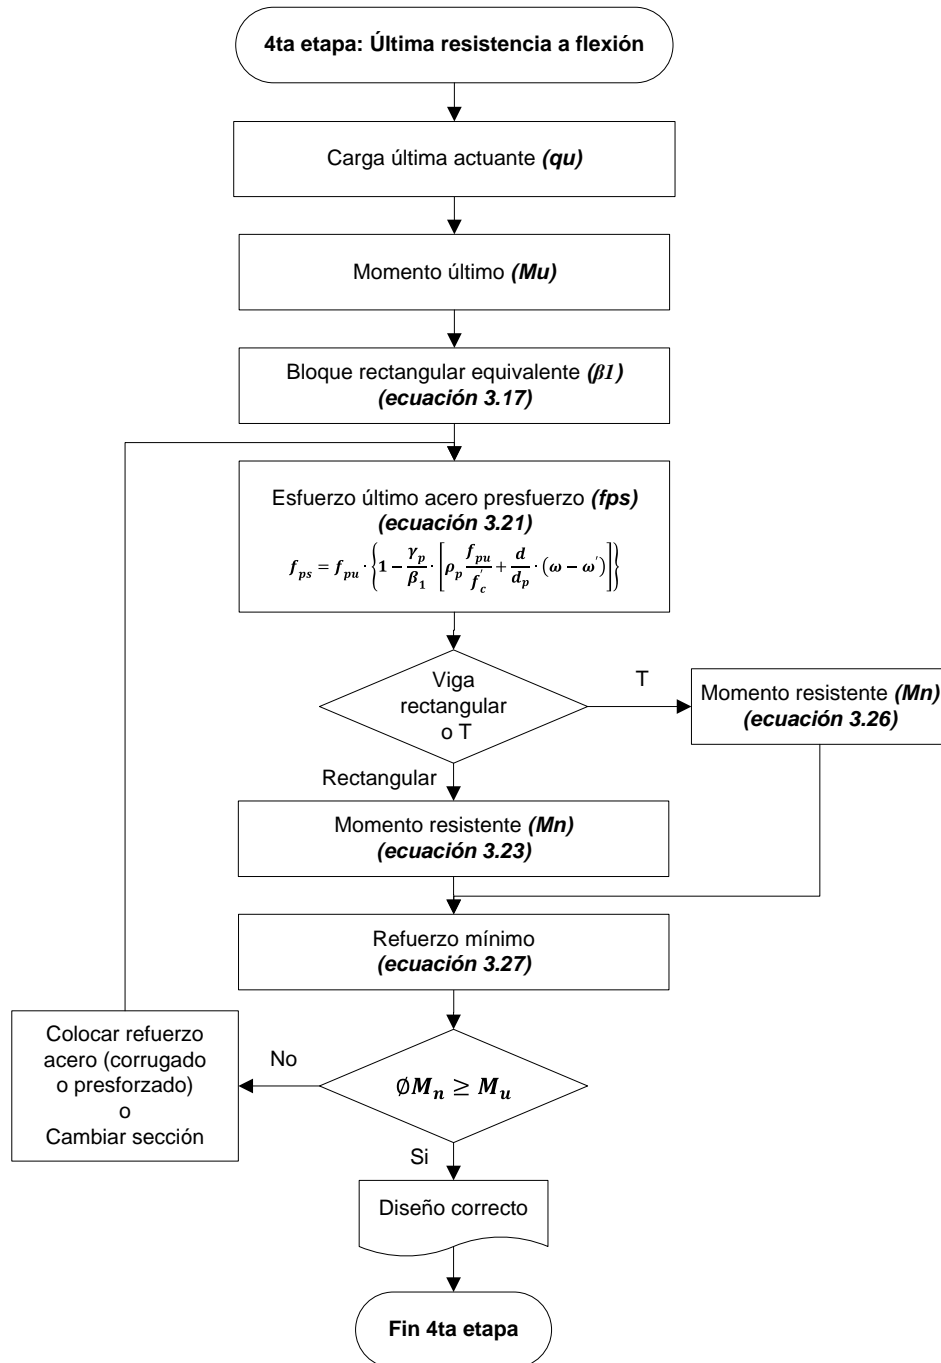 4ta etapa: Última resistencia a flexión
Carga última actuante (qu)
Momento último (Mu)
Bloque rectangular equivalente (β1)
(ecuación 3.17)
Esfuerzo último acero presfuerzo (fps)
(ecuación 3.21)
f_ps = f_pu · {1 − γ_p/β_1 · [ρ_p f_pu/f'_c + d/d_p · (ω − ω')]}
Viga
rectangular
o T
T
Momento resistente (Mn)
(ecuación 3.26)
Rectangular
Momento resistente (Mn)
(ecuación 3.23)
Refuerzo mínimo
(ecuación 3.27)
Colocar refuerzo
acero (corrugado
o presforzado)
o
Cambiar sección
No
∅M_n ≥ M_u
Si
Diseño correcto
Fin 4ta etapa